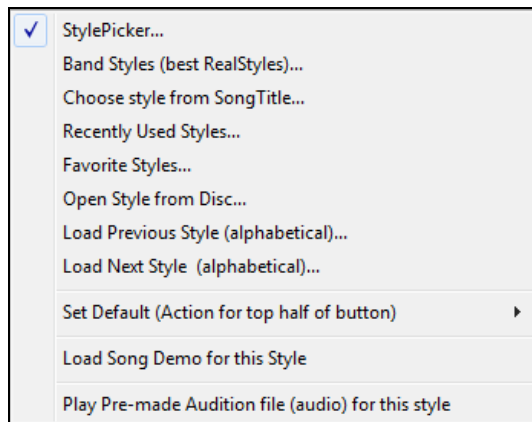 StylePicker...
Band Styles (best RealStyles)...
Choose style from SongTitle...
Recently Used Styles...
Favorite Styles...
Open Style from Disc...
Load Previous Style (alphabetical)...
Load Next Style  (alphabetical)...
Set Default (Action for top half of button)
Load Song Demo for this Style
Play Pre-made Audition file (audio) for this style